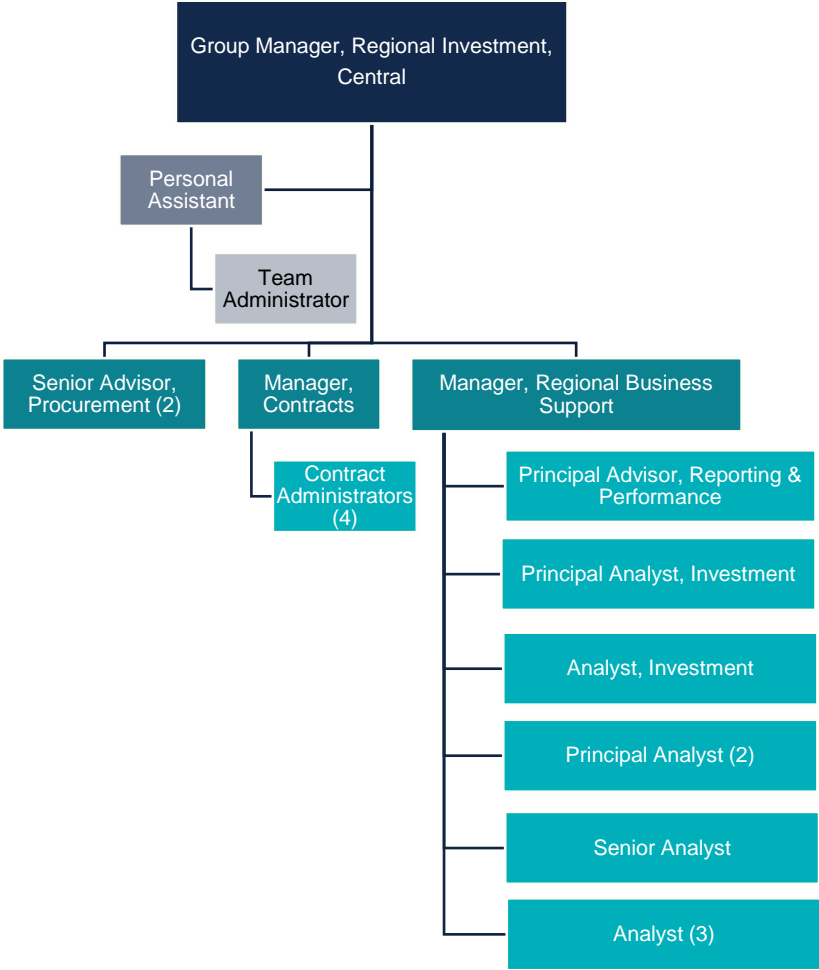 Group Manager, Regional Investment,
Central
Personal
Assistant
Team
Administrator
Senior Advisor,
Procurement (2)
Manager,
Contracts
Manager, Regional Business
Support
Contract
Administrators
(4)
Principal Advisor, Reporting &
Performance
Principal Analyst, Investment
Analyst, Investment
Principal Analyst (2)
Senior Analyst
Analyst (3)